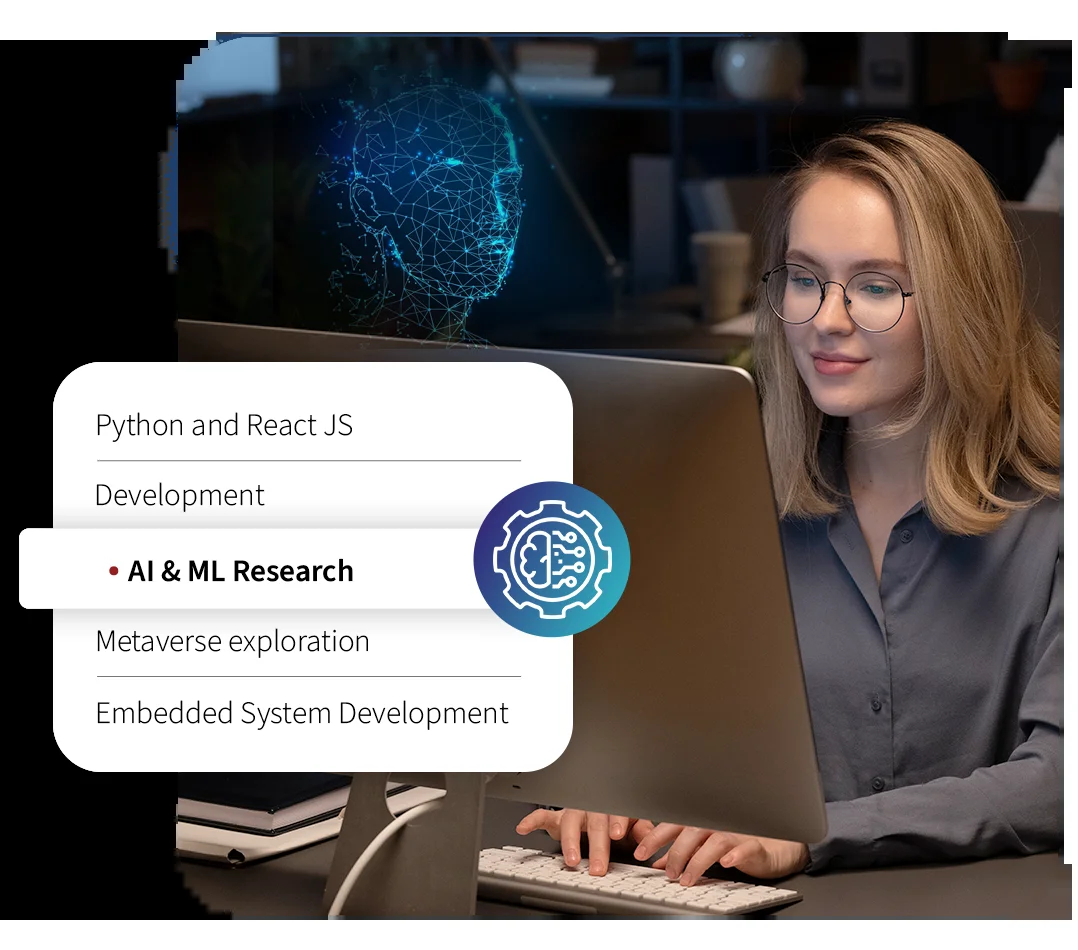 Python and React JS
Development
AI & ML Research
Metaverse exploration
Embedded System Development